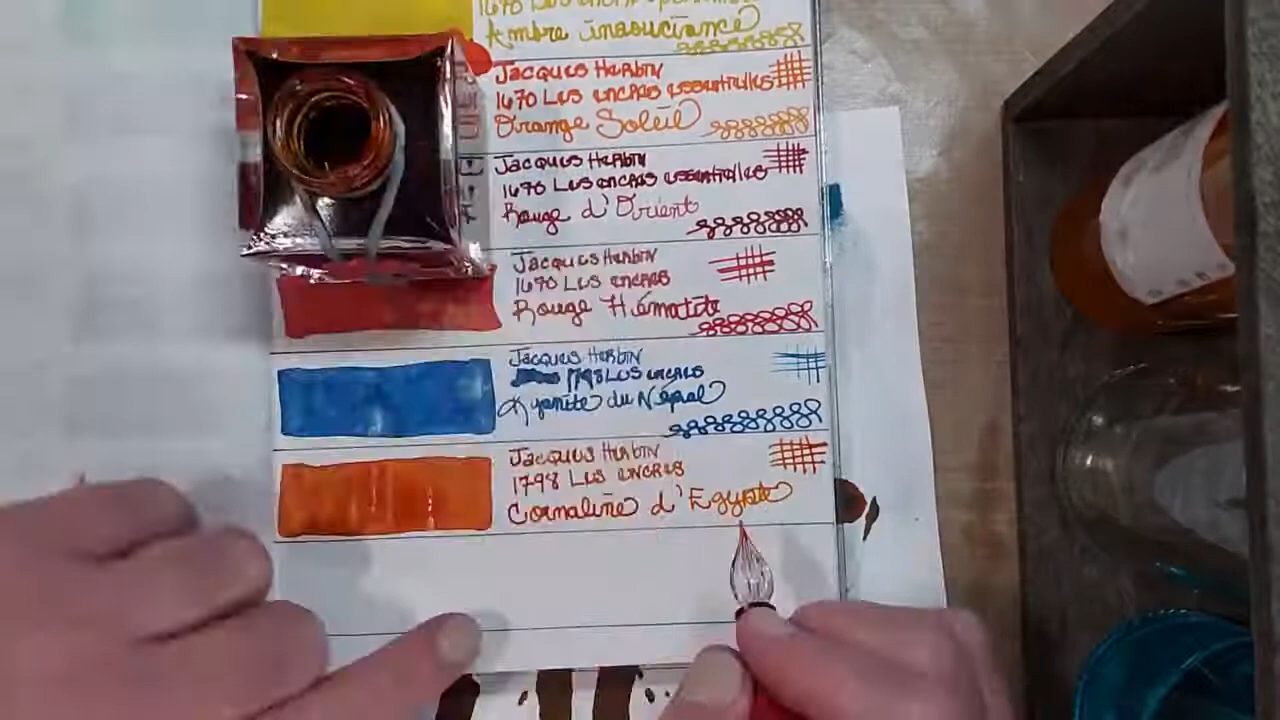 Ambre insouciance
Jacques Herbin
1670 Les encres essentielles
Orange Soleil
Jacques Herbin
1670 Les encres essentielles
Rouge d'Orient
Jacques Herbin
1670 Les encres
Rouge Hématite
Jacques Herbin
1798 Les encres
Kyanite du Népal
Jacques Herbin
1798 Les encres
Cornaline d'Egypte